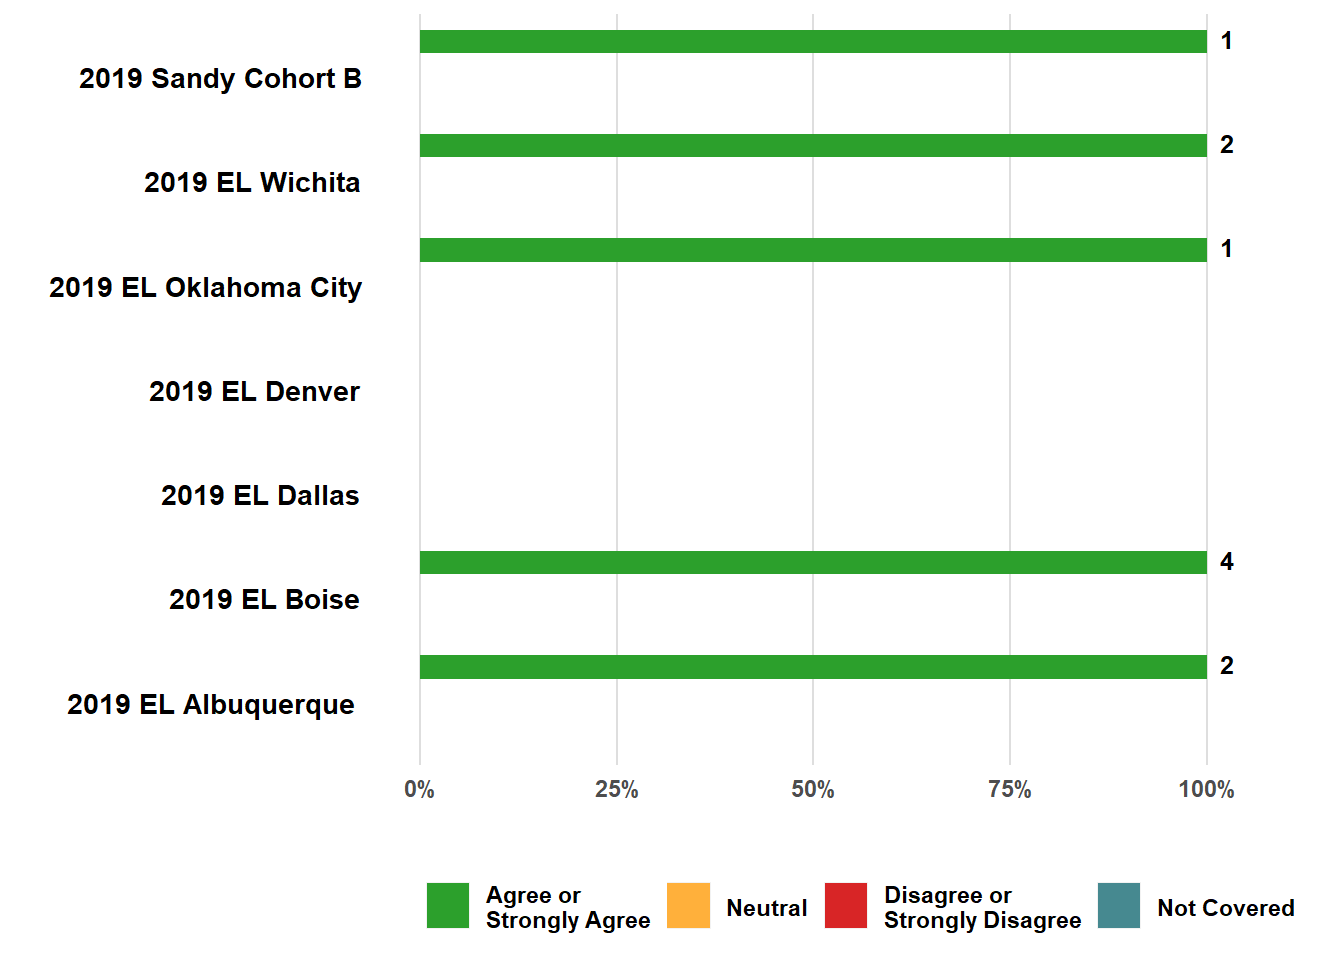 1
2019 Sandy Cohort B
2
2019 EL Wichita
1
2019 EL Oklahoma City
2019 EL Denver
2019 EL Dallas
4
2019 EL Boise
2
2019 EL Albuquerque
0% 25% 50% 75% 100%
Agree or
Strongly Agree
Neutral
Disagree or
Strongly Disagree
Not Covered